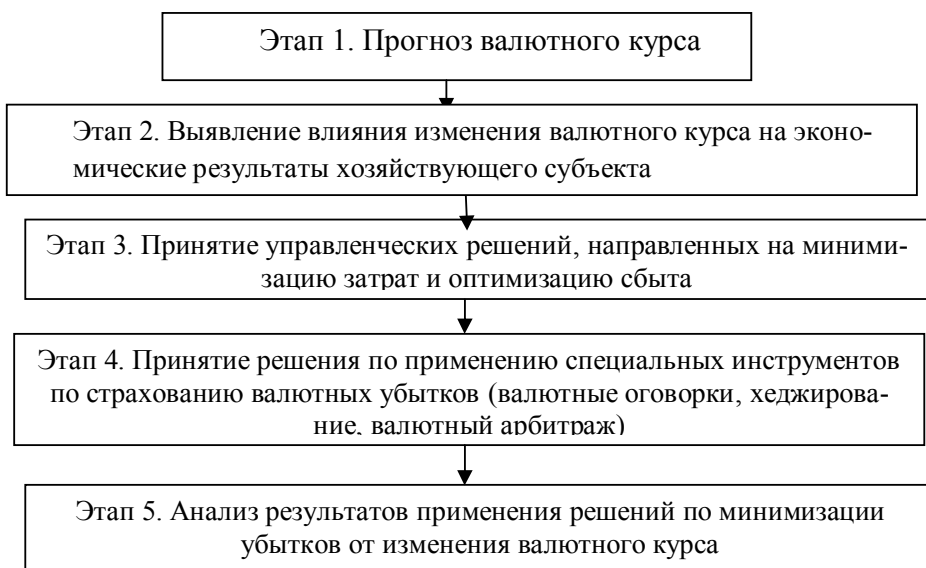 Этап 1. Прогноз валютного курса
Этап 2. Выявление влияния изменения валютного курса на эконо-
мические результаты хозяйствующего субъекта
Этап 3. Принятие управленческих решений, направленных на миними-
зацию затрат и оптимизацию сбыта
Этап 4. Принятие решения по применению специальных инструментов
по страхованию валютных убытков (валютные оговорки, хеджирова-
ние, валютный арбитраж)
Этап 5. Анализ результатов применения решений по минимизации
убытков от изменения валютного курса